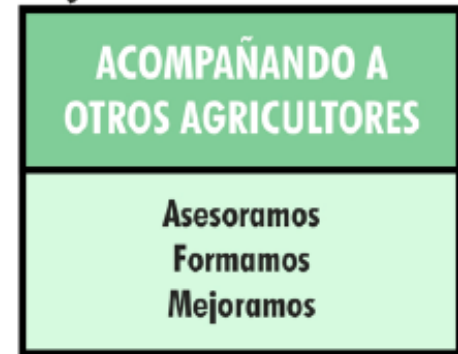 ACOMPAÑANDO A
OTROS AGRICULTORES
Asesoramos
Formamos
Mejoramos